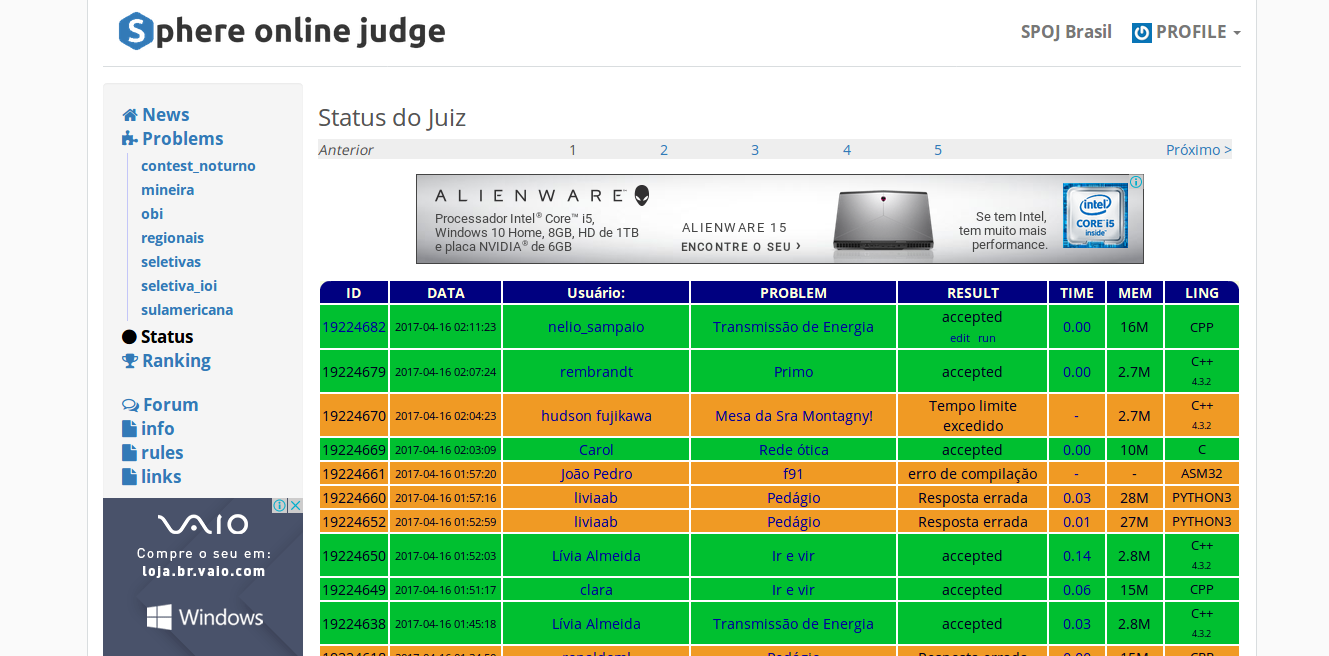 Sphere online judge
SPOJ Brasil PROFILE
News
Problems
contest_noturno
mineira
obi
regionais
seletivas
seletiva_ioi
sulamericana
Status
Ranking
Forum
info
rules
links
VAIO
Compre o seu em:
loja.br.vaio.com
Windows
Status do Juiz
Anterior 1 2 3 4 5 Próximo >
ALIENWARE
Processador Intel® Core™ i5,
Windows 10 Home, 8GB, HD de 1TB
e placa NVIDIA® de 6GB
ALIENWARE 15
ENCONTRE O SEU ›
Se tem Intel,
tem muito mais
performance.
intel
CORE i5
inside
ID DATA Usuário: PROBLEM RESULT TIME MEM LING
19224682 2017-04-16 02:11:23 nelio_sampaio Transmissão de Energia accepted 0.00 16M CPP
edit run
19224679 2017-04-16 02:07:24 rembrandt Primo accepted 0.00 2.7M C++
4.3.2
19224670 2017-04-16 02:04:23 hudson fujikawa Mesa da Sra Montagny! Tempo limite - 2.7M C++
excedido 4.3.2
19224669 2017-04-16 02:03:09 Carol Rede ótica accepted 0.00 10M C
19224661 2017-04-16 01:57:20 João Pedro f91 erro de compilação - - ASM32
19224660 2017-04-16 01:57:16 liviaab Pedágio Resposta errada 0.03 28M PYTHON3
19224652 2017-04-16 01:52:59 liviaab Pedágio Resposta errada 0.01 27M PYTHON3
19224650 2017-04-16 01:52:03 Lívia Almeida Ir e vir accepted 0.14 2.8M C++
4.3.2
19224649 2017-04-16 01:51:17 clara Ir e vir accepted 0.06 15M CPP
19224638 2017-04-16 01:45:18 Lívia Almeida Transmissão de Energia accepted 0.03 2.8M C++
4.3.2
Pedágio Resposta errada 0.00 15M CPP